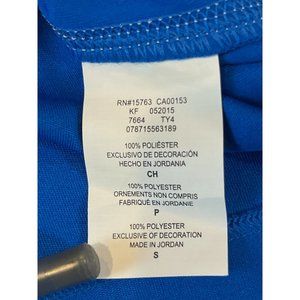 RN#15763 CA00153
KF 052015
7664 TY4
078715563189
100% POLIÉSTER
EXCLUSIVO DE DECORACIÓN
HECHO EN JORDANIA
CH
100% POLYESTER
ORNEMENTS NON COMPRIS
FABRIQUÉ EN JORDANIE
P
100% POLYESTER
EXCLUSIVE OF DECORATION
MADE IN JORDAN
S